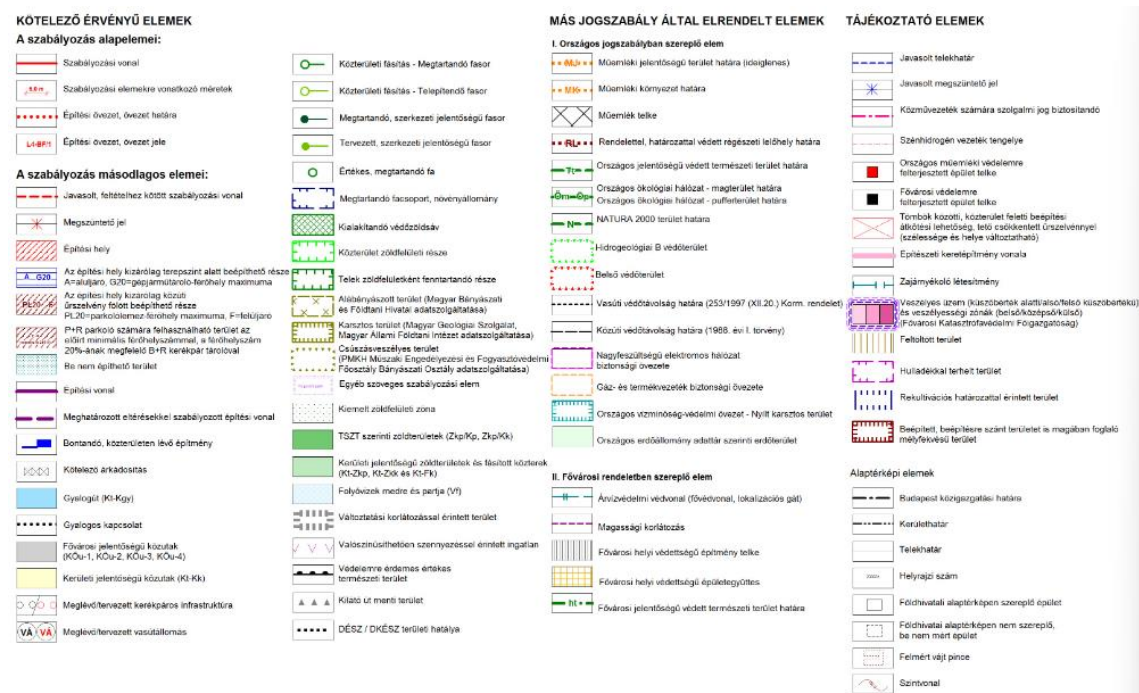 KÖTELEZŐ ÉRVÉNYŰ ELEMEK
A szabályozás alapelemei:
Szabályozási vonal
5.0 m
Szabályozási elemekre vonatkozó méretek
Építési övezet, övezet határa
L4-BF/1
Építési övezet, övezet jele
A szabályozás másodlagos elemei:
Javasolt, feltételhez kötött szabályozási vonal
Megszüntető jel
Építési hely
A G20
Az építési hely kizárólag terepszint alatt beépíthető része
A=aluljáró, G20=gépjárműtároló-férőhely maximuma
PL20 F
Az építési hely kizárólag közúti
űrszelvény fölött beépíthető része
PL20=parkolólemez-férőhely maximuma, F=felüljáró
P+R parkoló számára felhasználható terület az
előírt minimális férőhelyszámmal, a férőhelyszám
20%-ának megfelelő B+R kerékpár tárolóval
Be nem építhető terület
Építési vonal
Meghatározott eltérésekkel szabályozott építési vonal
Bontandó, közterületen lévő építmény
Kötelező árkádosítás
Gyalogút (Kt-Kgy)
Gyalogos kapcsolat
Fővárosi jelentőségű közutak
(KÖu-1, KÖu-2, KÖu-3, KÖu-4)
Kerületi jelentőségű közutak (Kt-Kk)
Meglévő/tervezett kerékpáros infrastruktúra
VÁ VÁ
Meglévő/tervezett vasútállomás
Közterületi fásítás - Megtartandó fasor
Közterületi fásítás - Telepítendő fasor
Megtartandó, szerkezeti jelentőségű fasor
Tervezett, szerkezeti jelentőségű fasor
Értékes, megtartandó fa
Megtartandó facsoport, növényállomány
Kialakítandó védőzöldsáv
Közterület zöldfelületi része
Telek zöldfelületként fenntartandó része
Alábányászott terület (Magyar Bányászati
és Földtani Hivatal adatszolgáltatása)
Karsztos terület (Magyar Geológiai Szolgálat,
Magyar Állami Földtani Intézet adatszolgáltatása)
Csúszásveszélyes terület
(PMKH Műszaki Engedélyezési és Fogyasztóvédelmi
Főosztály Bányászati Osztály adatszolgáltatása)
Egyéb szöveges szabályozási elem
Kiemelt zöldfelületi zóna
TSZT szerinti zöldterületek (Zkp/Kp, Zkp/Kk)
Kerületi jelentőségű zöldterületek és fásított közterek
(Kt-Zkp, Kt-Zkk és Kt-Fk)
Folyóvizek medre és partja (Vf)
Változtatási korlátozással érintett terület
Valószínűsíthetően szennyezéssel érintett ingatlan
Védelemre érdemes értékes
természeti terület
Kilátó út menti terület
DÉSZ / DKÉSZ területi hatálya
MÁS JOGSZABÁLY ÁLTAL ELRENDELT ELEMEK
I. Országos jogszabályban szereplő elem
MJ
Műemléki jelentőségű terület határa (ideiglenes)
MK
Műemléki környezet határa
Műemlék telke
RL
Rendelettel, határozattal védett régészeti lelőhely határa
Tt
Országos jelentőségű védett természeti terület határa
Öm Öp
Országos ökológiai hálózat - magterület határa
Országos ökológiai hálózat - pufferterület határa
N
NATURA 2000 terület határa
Hidrogeológiai B védőterület
Belső védőterület
Vasúti védőtávolság határa (253/1997 (XII.20.) Korm. rendelet)
Közúti védőtávolság határa (1988. évi I. törvény)
Nagyfeszültségű elektromos hálózat
biztonsági övezete
Gáz- és termékvezeték biztonsági övezete
Országos vízminőség-védelmi övezet - Nyílt karsztos terület
Országos erdőállomány adattár szerinti erdőterület
II. Fővárosi rendeletben szereplő elem
Árvízvédelmi védvonal (fővédvonal, lokalizációs gát)
Magassági korlátozás
Fővárosi helyi védettségű építmény telke
Fővárosi helyi védettségű épületegyüttes
ht
Fővárosi jelentőségű védett természeti terület határa
TÁJÉKOZTATÓ ELEMEK
Javasolt telekhatár
Javasolt megszüntető jel
Közművezeték számára szolgalmi jog biztosítandó
Szénhidrogén vezeték tengelye
Országos műemléki védelemre
felterjesztett épület telke
Fővárosi védelemre
felterjesztett épület telke
Tömbök közötti, közterület feletti beépítési
átkötési lehetőség, tető csökkentett űrszelvénnyel
(szélessége és helye változtatható)
Építészeti keretépítmény vonala
Zajárnyékoló létesítmény
Veszélyes üzem (küszöbérték alatti/alsó/felső küszöbértékű)
és veszélyességi zónák (belső/középső/külső)
(Fővárosi Katasztrófavédelmi Főigazgatóság)
Feltöltött terület
Hulladékkal terhelt terület
Rekultivációs határozattal érintett terület
Beépített, beépítésre szánt területet is magában foglaló
mélyfekvésű terület
Alaptérképi elemek
Budapest közigazgatási határa
Kerülethatár
Telekhatár
Helyrajzi szám
Földhivatali alaptérképen szereplő épület
Földhivatai alaptérképen nem szereplő,
be nem mért épület
Felmért vájt pince
Szintvonal